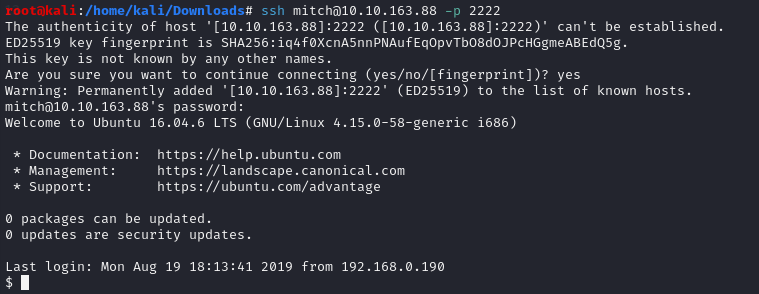 root@kali:/home/kali/Downloads# ssh mitch@10.10.163.88 -p 2222
The authenticity of host '[10.10.163.88]:2222 ([10.10.163.88]:2222)' can't be established.
ED25519 key fingerprint is SHA256:iq4f0XcnA5nnPNAufEqOpvTbO8dOJPcHGgmeABEdQ5g.
This key is not known by any other names.
Are you sure you want to continue connecting (yes/no/[fingerprint])? yes
Warning: Permanently added '[10.10.163.88]:2222' (ED25519) to the list of known hosts.
mitch@10.10.163.88's password:
Welcome to Ubuntu 16.04.6 LTS (GNU/Linux 4.15.0-58-generic i686)
* Documentation:  https://help.ubuntu.com
* Management:     https://landscape.canonical.com
* Support:        https://ubuntu.com/advantage
0 packages can be updated.
0 updates are security updates.
Last login: Mon Aug 19 18:13:41 2019 from 192.168.0.190
$